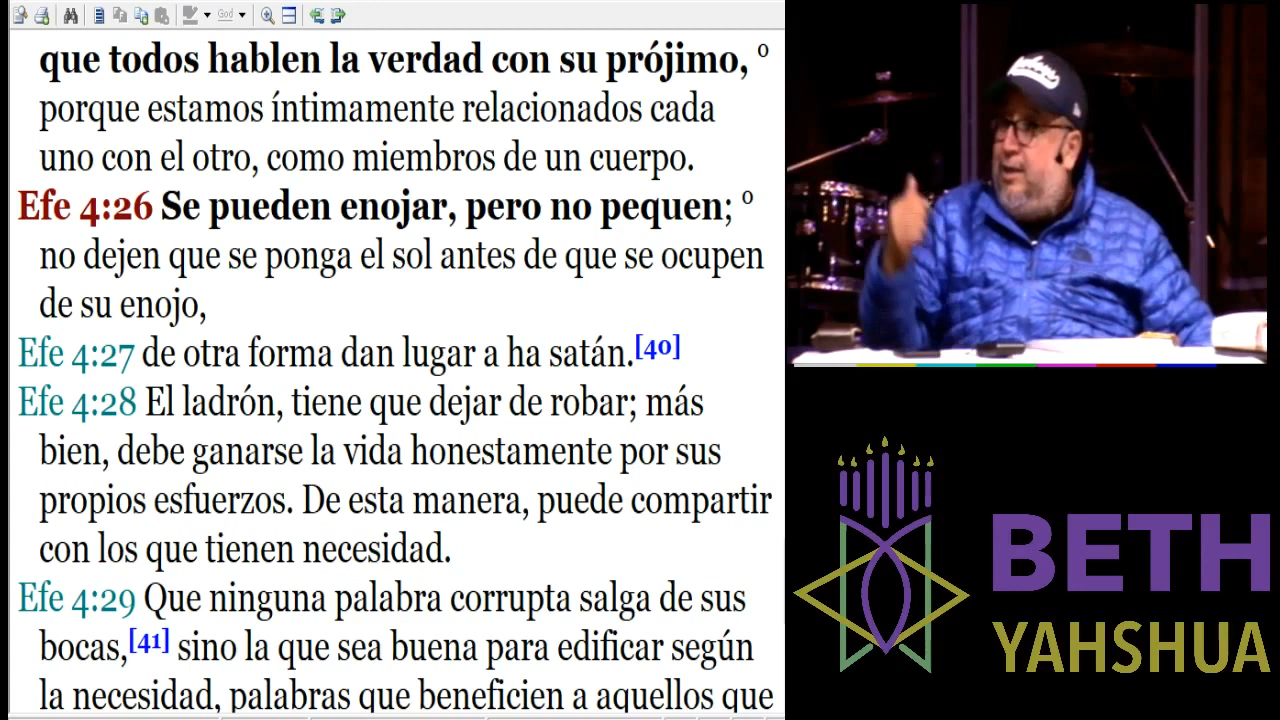 God
que todos hablen la verdad con su prójimo, º
porque estamos íntimamente relacionados cada
uno con el otro, como miembros de un cuerpo.
Efe 4:26 Se pueden enojar, pero no pequen; º
no dejen que se ponga el sol antes de que se ocupen
de su enojo,
Efe 4:27 de otra forma dan lugar a ha satán.[40]
Efe 4:28 El ladrón, tiene que dejar de robar; más
bien, debe ganarse la vida honestamente por sus
propios esfuerzos. De esta manera, puede compartir
con los que tienen necesidad.
Efe 4:29 Que ninguna palabra corrupta salga de sus
bocas,[41] sino la que sea buena para edificar según
la necesidad, palabras que beneficien a aquellos que
BETH
YAHSHUA